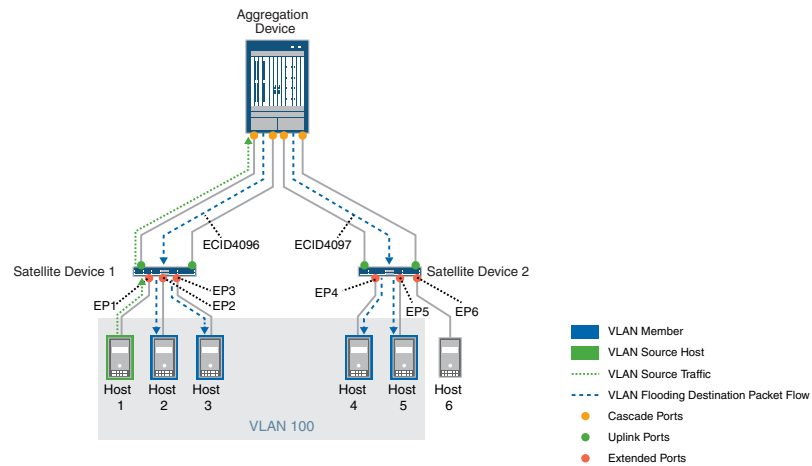 Aggregation
Device
ECID4096
ECID4097
Satellite Device 1
Satellite Device 2
EP1
EP3
EP2
EP4
EP5
EP6
Host
1
Host
2
Host
3
Host
4
Host
5
Host
6
VLAN 100
VLAN Member
VLAN Source Host
VLAN Source Traffic
VLAN Flooding Destination Packet Flow
Cascade Ports
Uplink Ports
Extended Ports